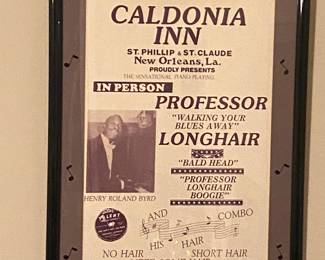 CALDONIA
INN
ST. PHILLIP & ST. CLAUDE
New Orleans, La.
PROUDLY PRESENTS
THE SENSATIONAL PIANO PLAYING
IN PERSON
PROFESSOR
"WALKING YOUR
BLUES AWAY"
LONGHAIR
"BALD HEAD"
"PROFESSOR
LONGHAIR
BOOGIE"
HENRY ROLAND BYRD
AND
HIS
HAIR
COMBO
NO HAIR
SHORT HAIR